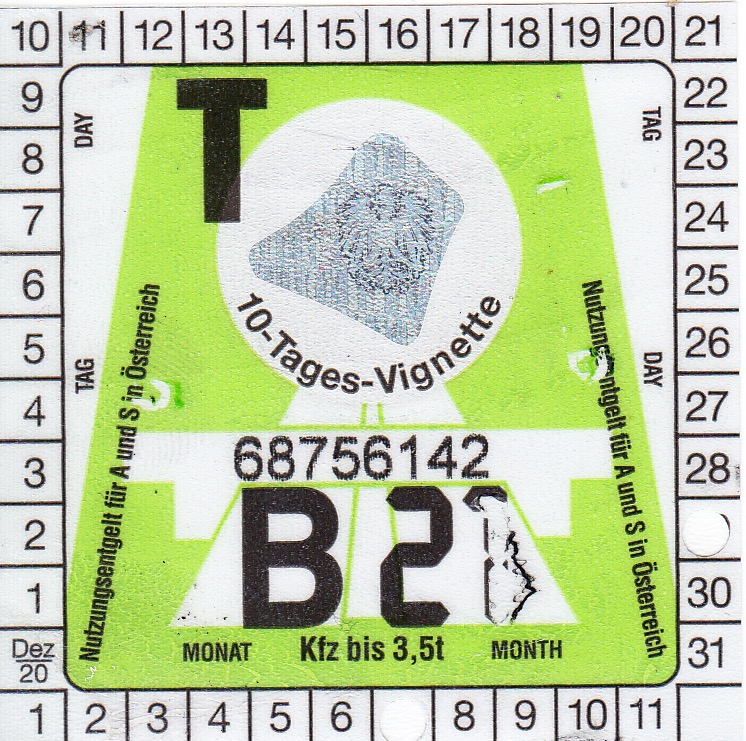 10 11 12 13 14 15 16 17 18 19 20 21
9
8
7
6
5
4
3
2
1
Dez
20
22
23
24
25
26
27
28
30
31
1 2 3 4 5 6 8 9 10 11
T
DAY
TAG
TAG
DAY
10-Tages-Vignette
Nutzungsentgelt für A und S in Österreich
Nutzungsentgelt für A und S in Österreich
68756142
B 2
MONAT Kfz bis 3,5t MONTH